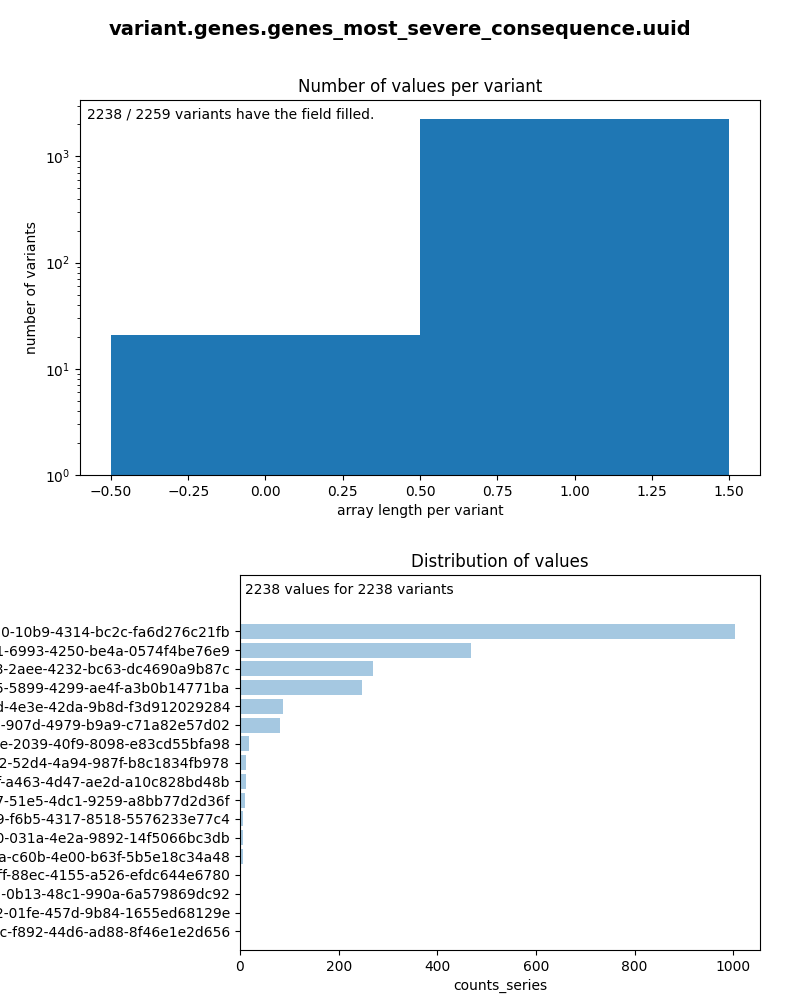 variant.genes.genes_most_severe_consequence.uuid
Number of values per variant
2238 / 2259 variants have the field filled.
number of variants
10³
10²
10¹
10⁰
−0.50 −0.25 0.00 0.25 0.50 0.75 1.00 1.25 1.50
array length per variant
Distribution of values
2238 values for 2238 variants
0-10b9-4314-bc2c-fa6d276c21fb
-6993-4250-be4a-0574f4be76e9
-2aee-4232-bc63-dc4690a9b87c
-5899-4299-ae4f-a3b0b14771ba
-4e3e-42da-9b8d-f3d912029284
-907d-4979-b9a9-c71a82e57d02
e-2039-40f9-8098-e83cd55bfa98
2-52d4-4a94-987f-b8c1834fb978
-a463-4d47-ae2d-a10c828bd48b
7-51e5-4dc1-9259-a8bb77d2d36f
-f6b5-4317-8518-5576233e77c4
0-031a-4e2a-9892-14f5066bc3db
a-c60b-4e00-b63f-5b5e18c34a48
ff-88ec-4155-a526-efdc644e6780
-0b13-48c1-990a-6a579869dc92
2-01fe-457d-9b84-1655ed68129e
c-f892-44d6-ad88-8f46e1e2d656
0 200 400 600 800 1000
counts_series